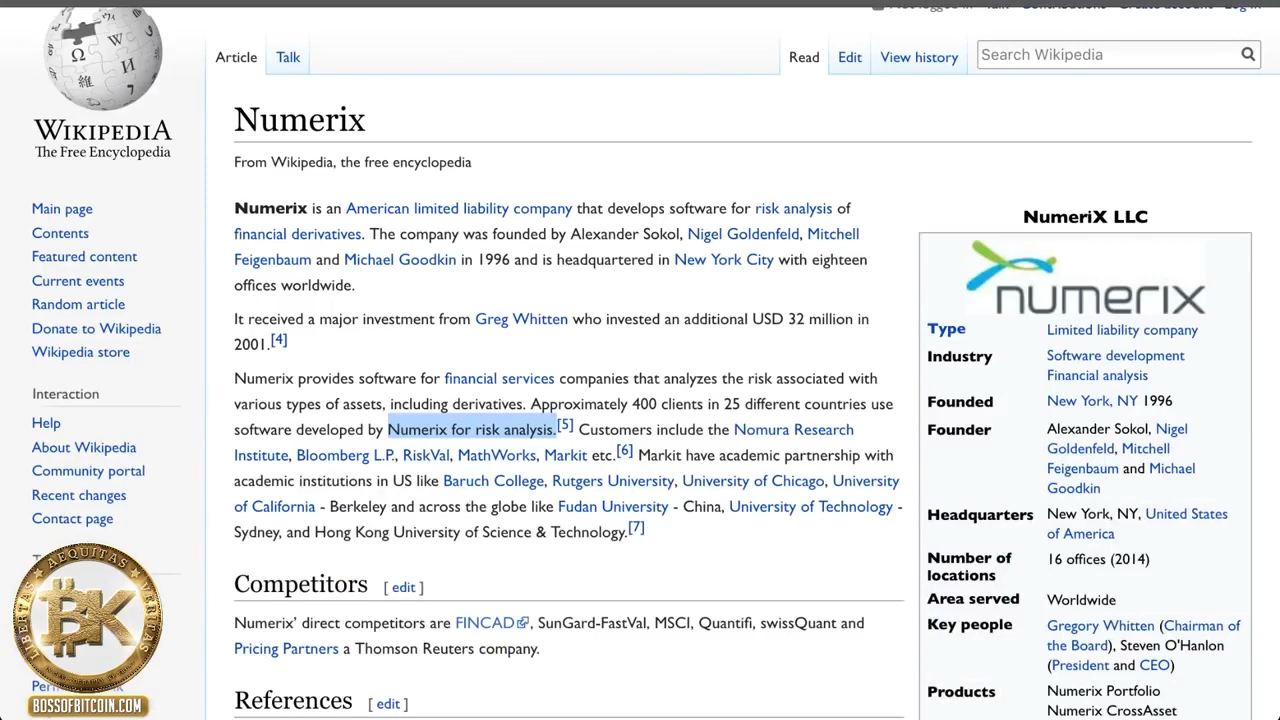 Talk Contributions Create account Log in
Article Talk Read Edit View history Search Wikipedia
Ω W И 維 7
WIKIPEDIA
The Free Encyclopedia
Main page
Contents
Featured content
Current events
Random article
Donate to Wikipedia
Wikipedia store
Interaction
Help
About Wikipedia
Community portal
Recent changes
Contact page
Numerix
From Wikipedia, the free encyclopedia
Numerix is an American limited liability company that develops software for risk analysis of
financial derivatives. The company was founded by Alexander Sokol, Nigel Goldenfeld, Mitchell
Feigenbaum and Michael Goodkin in 1996 and is headquartered in New York City with eighteen
offices worldwide.
It received a major investment from Greg Whitten who invested an additional USD 32 million in
2001.[4]
Numerix provides software for financial services companies that analyzes the risk associated with
various types of assets, including derivatives. Approximately 400 clients in 25 different countries use
software developed by Numerix for risk analysis.[5] Customers include the Nomura Research
Institute, Bloomberg L.P., RiskVal, MathWorks, Markit etc.[6] Markit have academic partnership with
academic institutions in US like Baruch College, Rutgers University, University of Chicago, University
of California - Berkeley and across the globe like Fudan University - China, University of Technology -
Sydney, and Hong Kong University of Science & Technology.[7]
Competitors [ edit ]
Numerix' direct competitors are FINCAD, SunGard-FastVal, MSCI, Quantifi, swissQuant and
Pricing Partners a Thomson Reuters company.
References [ edit ]
NumeriX LLC
numerix
Type Limited liability company
Industry Software development
Financial analysis
Founded New York, NY 1996
Founder Alexander Sokol, Nigel
Goldenfeld, Mitchell
Feigenbaum and Michael
Goodkin
Headquarters New York, NY, United States
of America
Number of 16 offices (2014)
locations
Area served Worldwide
Key people Gregory Whitten (Chairman of
the Board), Steven O'Hanlon
(President and CEO)
Products Numerix Portfolio
Numerix CrossAsset
AEQUITAS
LIBERTAS
VERITAS
BK
BOSSOFBITCOIN.COM